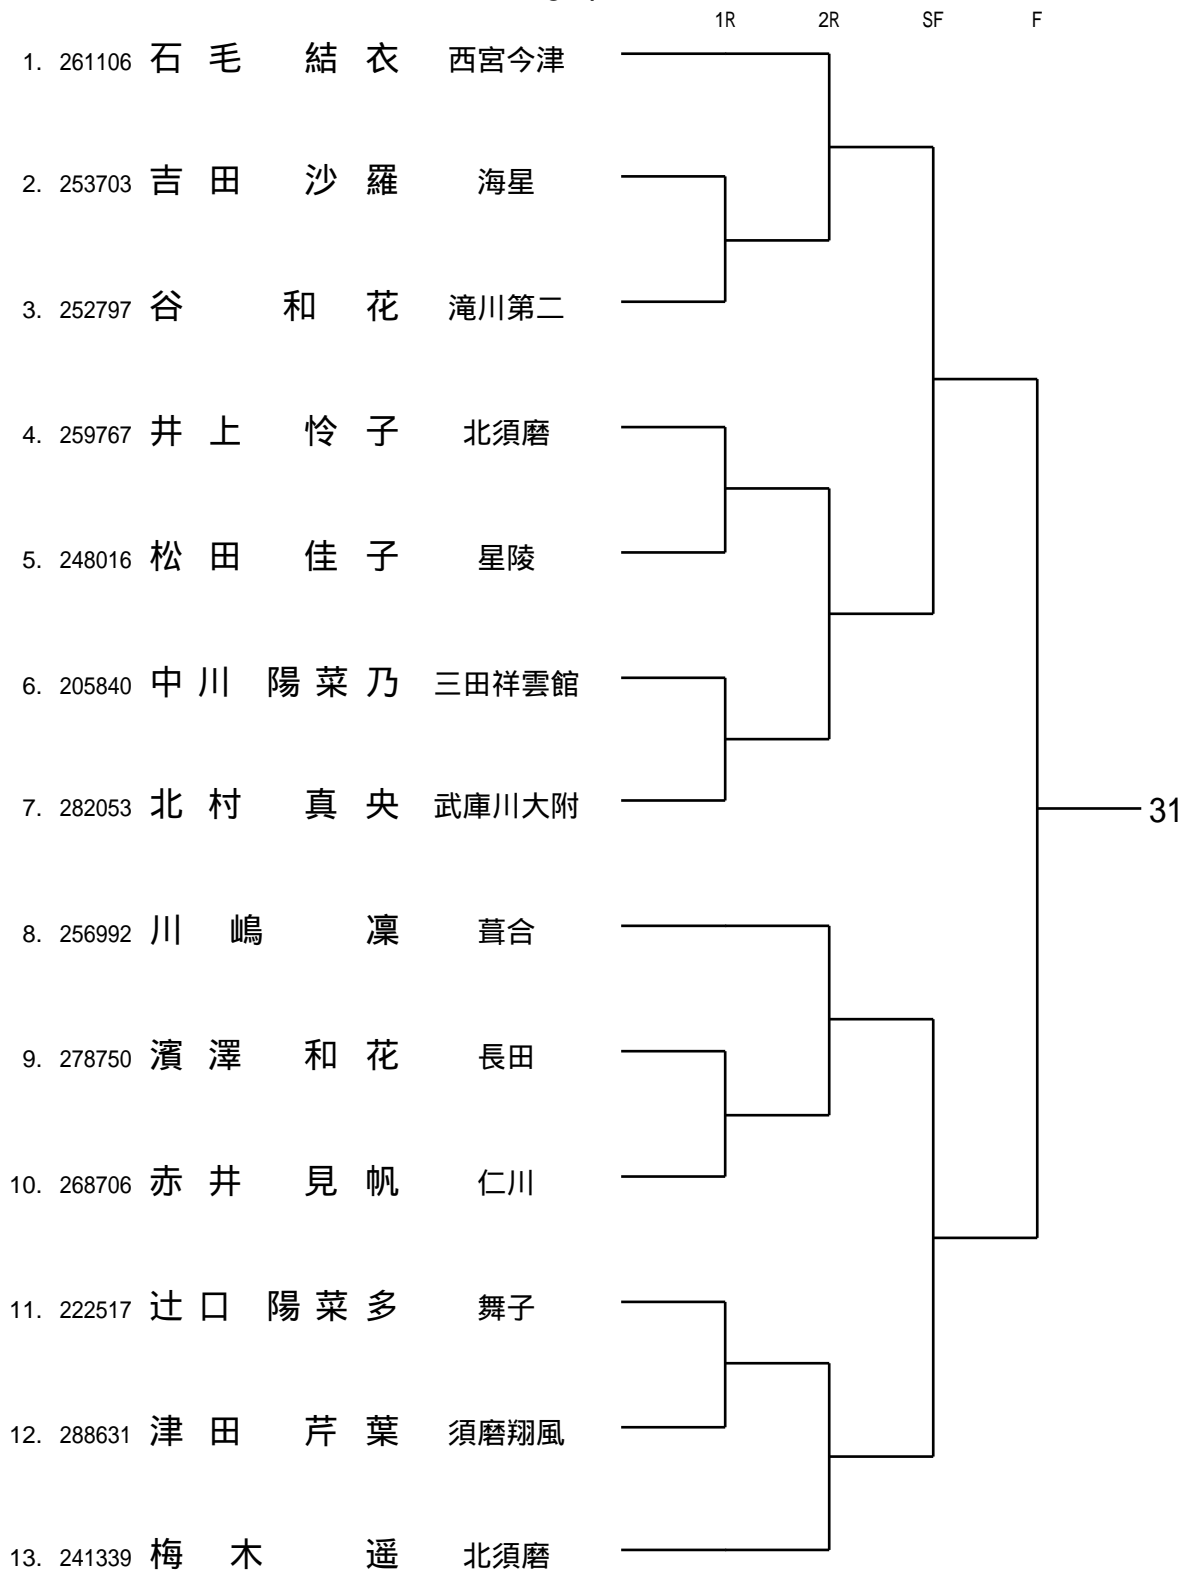 1R 2R SF F
1. 261106 石毛 結衣 西宮今津
2. 253703 吉田 沙羅 海星
3. 252797 谷 和花 滝川第二
4. 259767 井上 怜子 北須磨
5. 248016 松田 佳子 星陵
6. 205840 中川 陽菜乃 三田祥雲館
7. 282053 北村 真央 武庫川大附
31
8. 256992 川嶋 凜 葺合
9. 278750 濱澤 和花 長田
10. 268706 赤井 見帆 仁川
11. 222517 辻口 陽菜多 舞子
12. 288631 津田 芹葉 須磨翔風
13. 241339 梅木 遥 北須磨